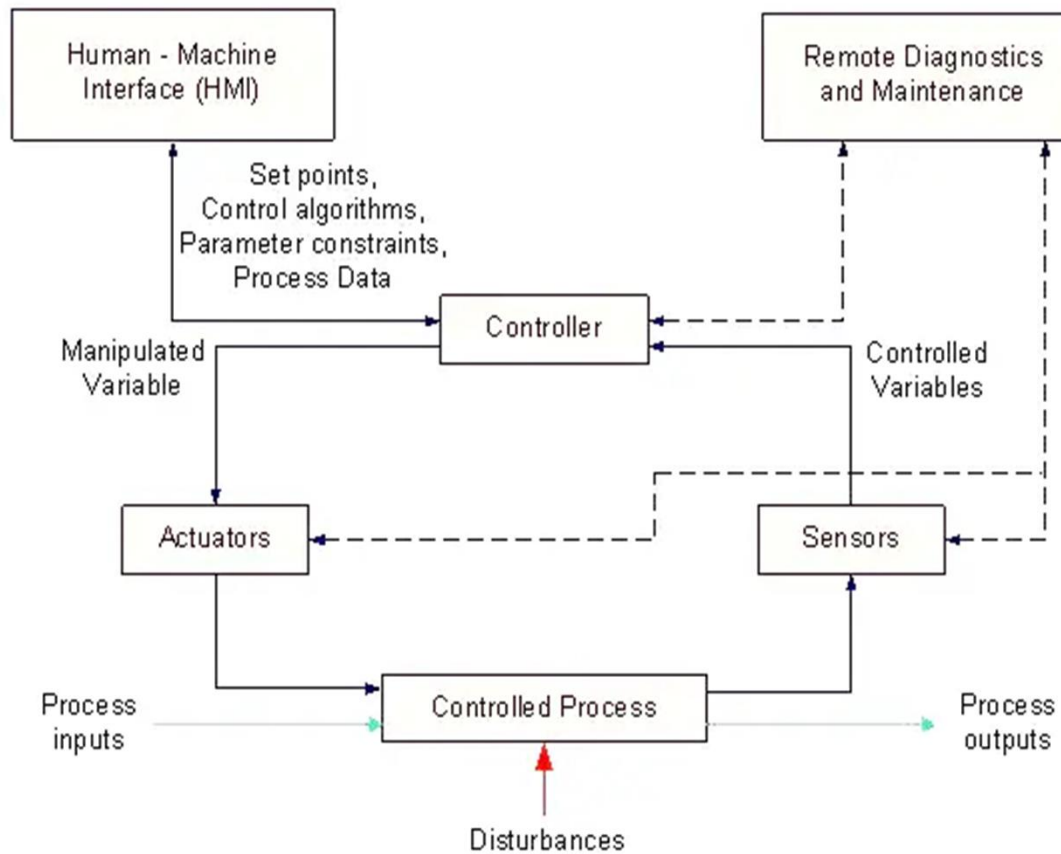 Human - Machine
Interface (HMI)
Remote Diagnostics
and Maintenance
Set points,
Control algorithms,
Parameter constraints,
Process Data
Controller
Manipulated
Variable
Controlled
Variables
Actuators
Sensors
Process
inputs
Controlled Process
Process
outputs
Disturbances